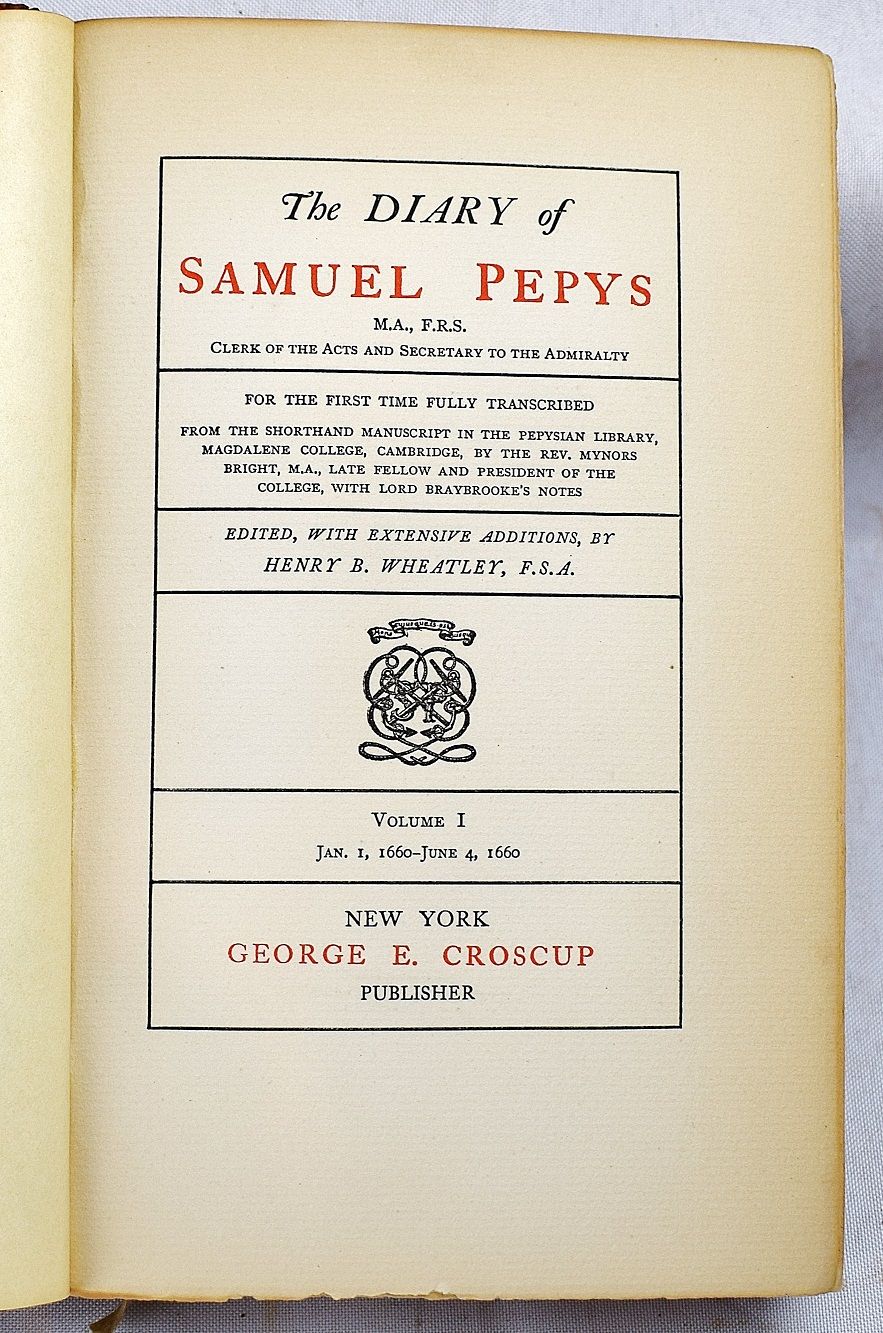 The DIARY of
SAMUEL PEPYS
M.A., F.R.S.
CLERK OF THE ACTS AND SECRETARY TO THE ADMIRALTY
FOR THE FIRST TIME FULLY TRANSCRIBED
FROM THE SHORTHAND MANUSCRIPT IN THE PEPYSIAN LIBRARY,
MAGDALENE COLLEGE, CAMBRIDGE, BY THE REV. MYNORS
BRIGHT, M.A., LATE FELLOW AND PRESIDENT OF THE
COLLEGE, WITH LORD BRAYBROOKE'S NOTES
EDITED, WITH EXTENSIVE ADDITIONS, BY
HENRY B. WHEATLEY, F.S.A.
VOLUME I
JAN. 1, 1660–JUNE 4, 1660
NEW YORK
GEORGE E. CROSCUP
PUBLISHER